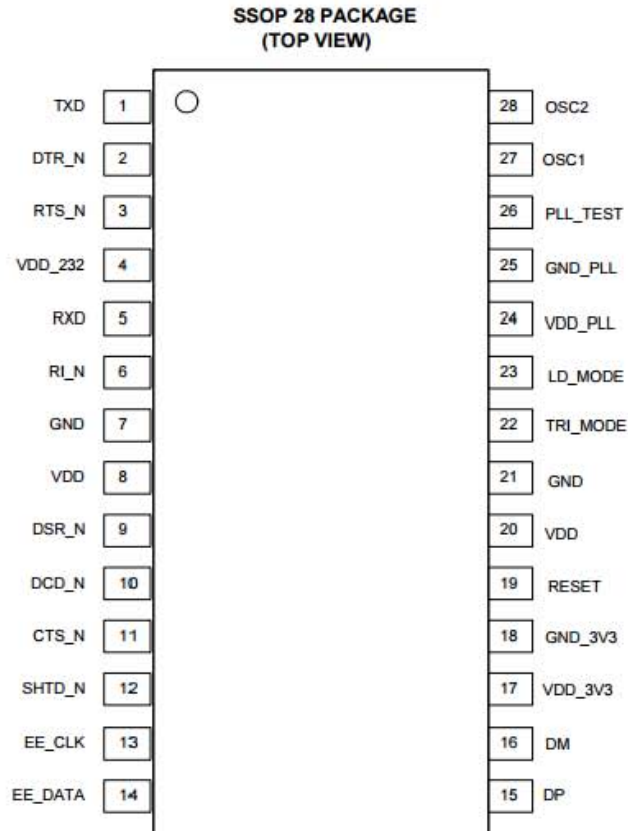 SSOP 28 PACKAGE
(TOP VIEW)
TXD 1 28 OSC2
DTR_N 2 27 OSC1
RTS_N 3 26 PLL_TEST
VDD_232 4 25 GND_PLL
RXD 5 24 VDD_PLL
RI_N 6 23 LD_MODE
GND 7 22 TRI_MODE
VDD 8 21 GND
DSR_N 9 20 VDD
DCD_N 10 19 RESET
CTS_N 11 18 GND_3V3
SHTD_N 12 17 VDD_3V3
EE_CLK 13 16 DM
EE_DATA 14 15 DP